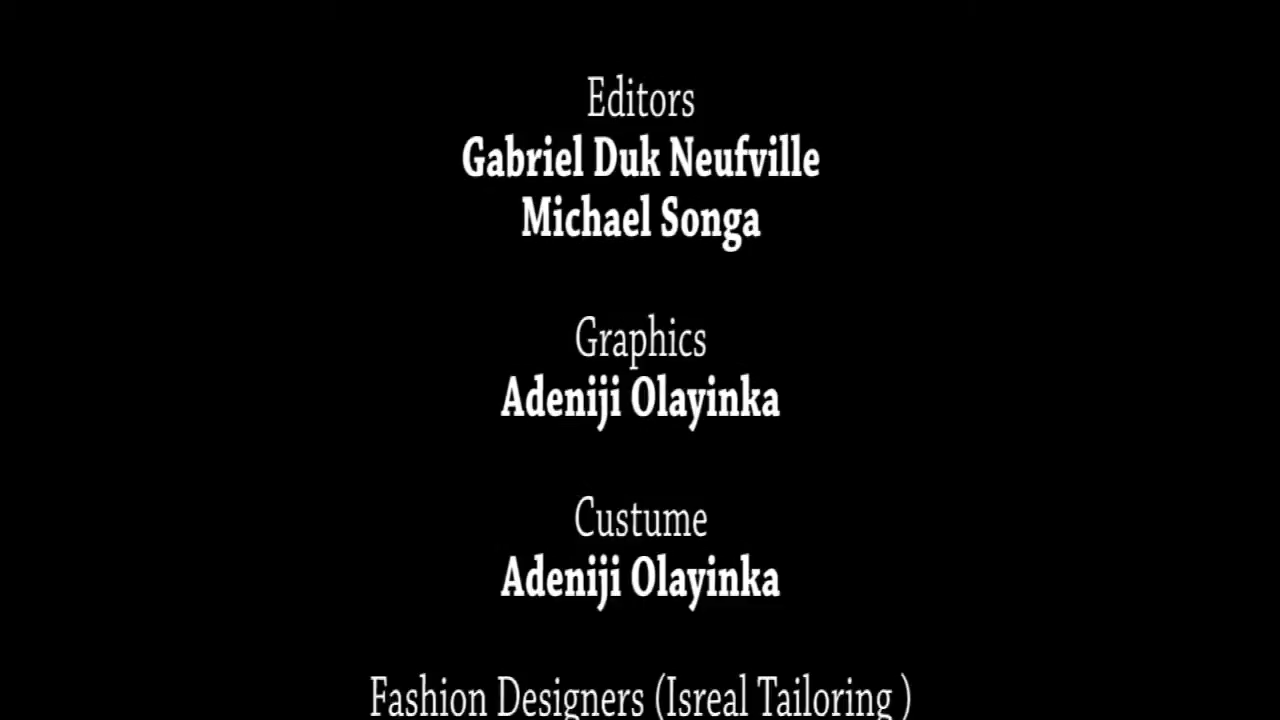 Editors
Gabriel Duk Neufville
Michael Songa
Graphics
Adeniji Olayinka
Custume
Adeniji Olayinka
Fashion Designers (Isreal Tailoring )